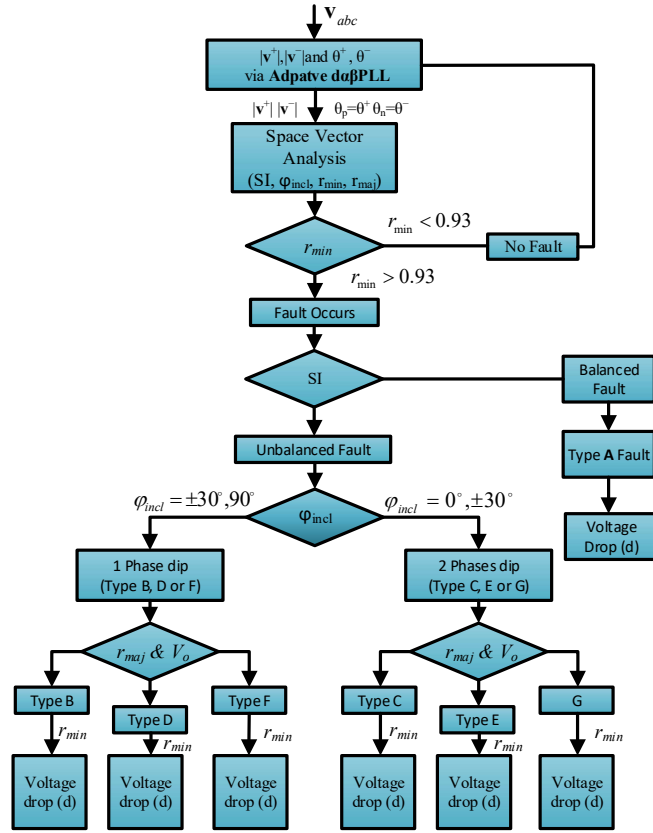 v_abc
|v⁺|,|v⁻|and θ⁺, θ⁻
via Adpatve dαβPLL
|v⁺| |v⁻| θp=θ⁺ θn=θ⁻
Space Vector
Analysis
(SI, φincl, rmin, rmaj)
rmin
rmin < 0.93
No Fault
rmin > 0.93
Fault Occurs
SI
Balanced
Fault
Unbalanced Fault
Type A Fault
Voltage
Drop (d)
φincl = ±30°,90°
φincl = 0°,±30°
φincl
1 Phase dip
(Type B, D or F)
2 Phases dip
(Type C, E or G)
rmaj & Vo
rmaj & Vo
Type B
Type D
Type F
Type C
Type E
G
rmin
rmin
rmin
rmin
rmin
rmin
Voltage
drop (d)
Voltage
drop (d)
Voltage
drop (d)
Voltage
drop (d)
Voltage
drop (d)
Voltage
drop (d)